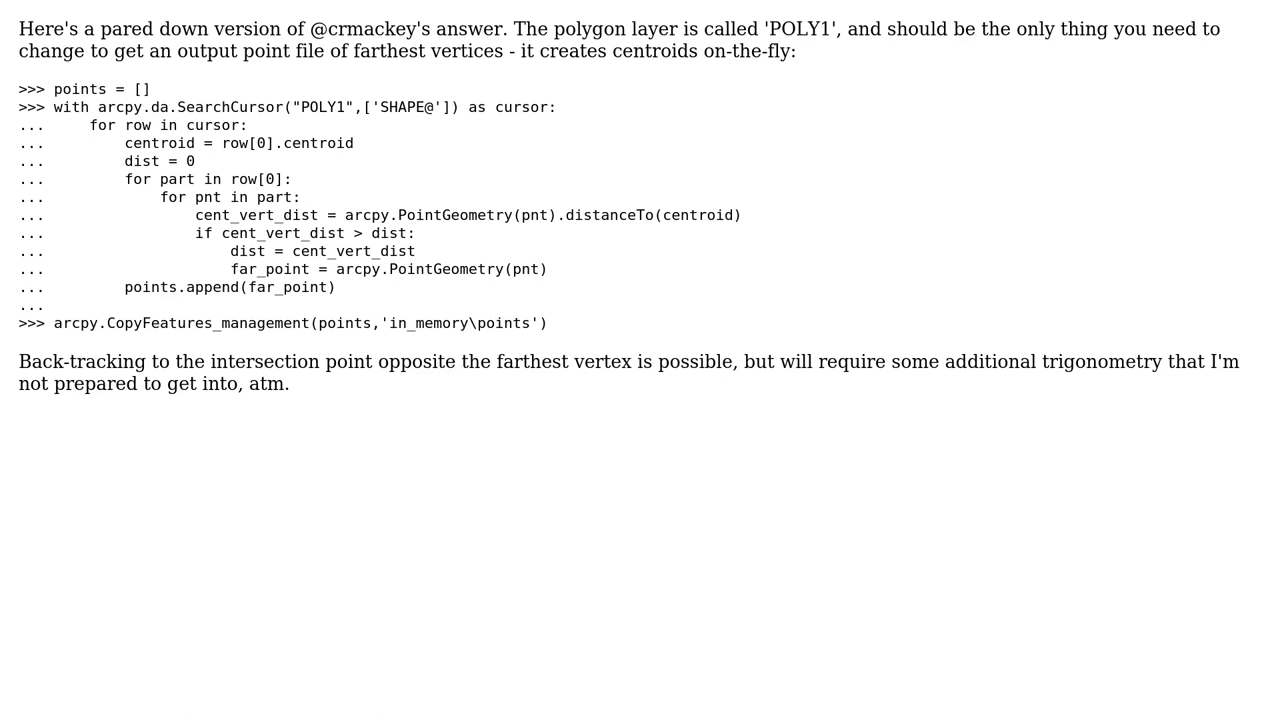 Here's a pared down version of @crmackey's answer. The polygon layer is called 'POLY1', and should be the only thing you need to
change to get an output point file of farthest vertices - it creates centroids on-the-fly:
>>> points = []
>>> with arcpy.da.SearchCursor("POLY1",['SHAPE@']) as cursor:
...     for row in cursor:
...         centroid = row[0].centroid
...         dist = 0
...         for part in row[0]:
...             for pnt in part:
...                 cent_vert_dist = arcpy.PointGeometry(pnt).distanceTo(centroid)
...                 if cent_vert_dist > dist:
...                     dist = cent_vert_dist
...                     far_point = arcpy.PointGeometry(pnt)
...         points.append(far_point)
...
>>> arcpy.CopyFeatures_management(points,'in_memory\points')
Back-tracking to the intersection point opposite the farthest vertex is possible, but will require some additional trigonometry that I'm
not prepared to get into, atm.